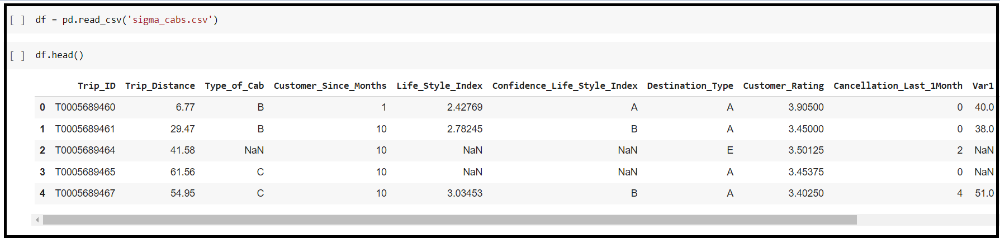 [ ] df = pd.read_csv('sigma_cabs.csv')
[ ] df.head()
Trip_ID Trip_Distance Type_of_Cab Customer_Since_Months Life_Style_Index Confidence_Life_Style_Index Destination_Type Customer_Rating Cancellation_Last_1Month Var1
0 T0005689460 6.77 B 1 2.42769 A A 3.90500 0 40.0
1 T0005689461 29.47 B 10 2.78245 B A 3.45000 0 38.0
2 T0005689464 41.58 NaN 10 NaN NaN E 3.50125 2 NaN
3 T0005689465 61.56 C 10 NaN NaN A 3.45375 0 NaN
4 T0005689467 54.95 C 10 3.03453 B A 3.40250 4 51.0